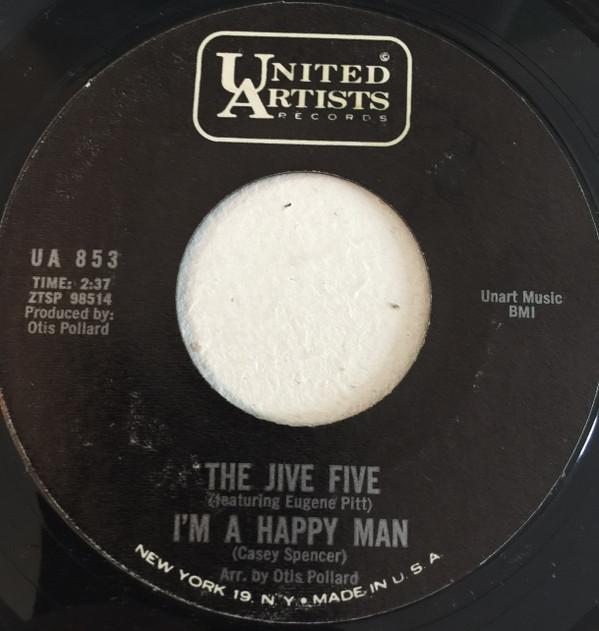 UNITED ©
ARTISTS
RECORDS
UA 853
TIME: 2:37
ZTSP 98514
Produced by:
Otis Pollard
Unart Music
BMI
THE JIVE FIVE
(featuring Eugene Pitt)
I'M A HAPPY MAN
(Casey Spencer)
Arr. by Otis Pollard
NEW YORK 19, N.Y • MADE IN U.S.A.